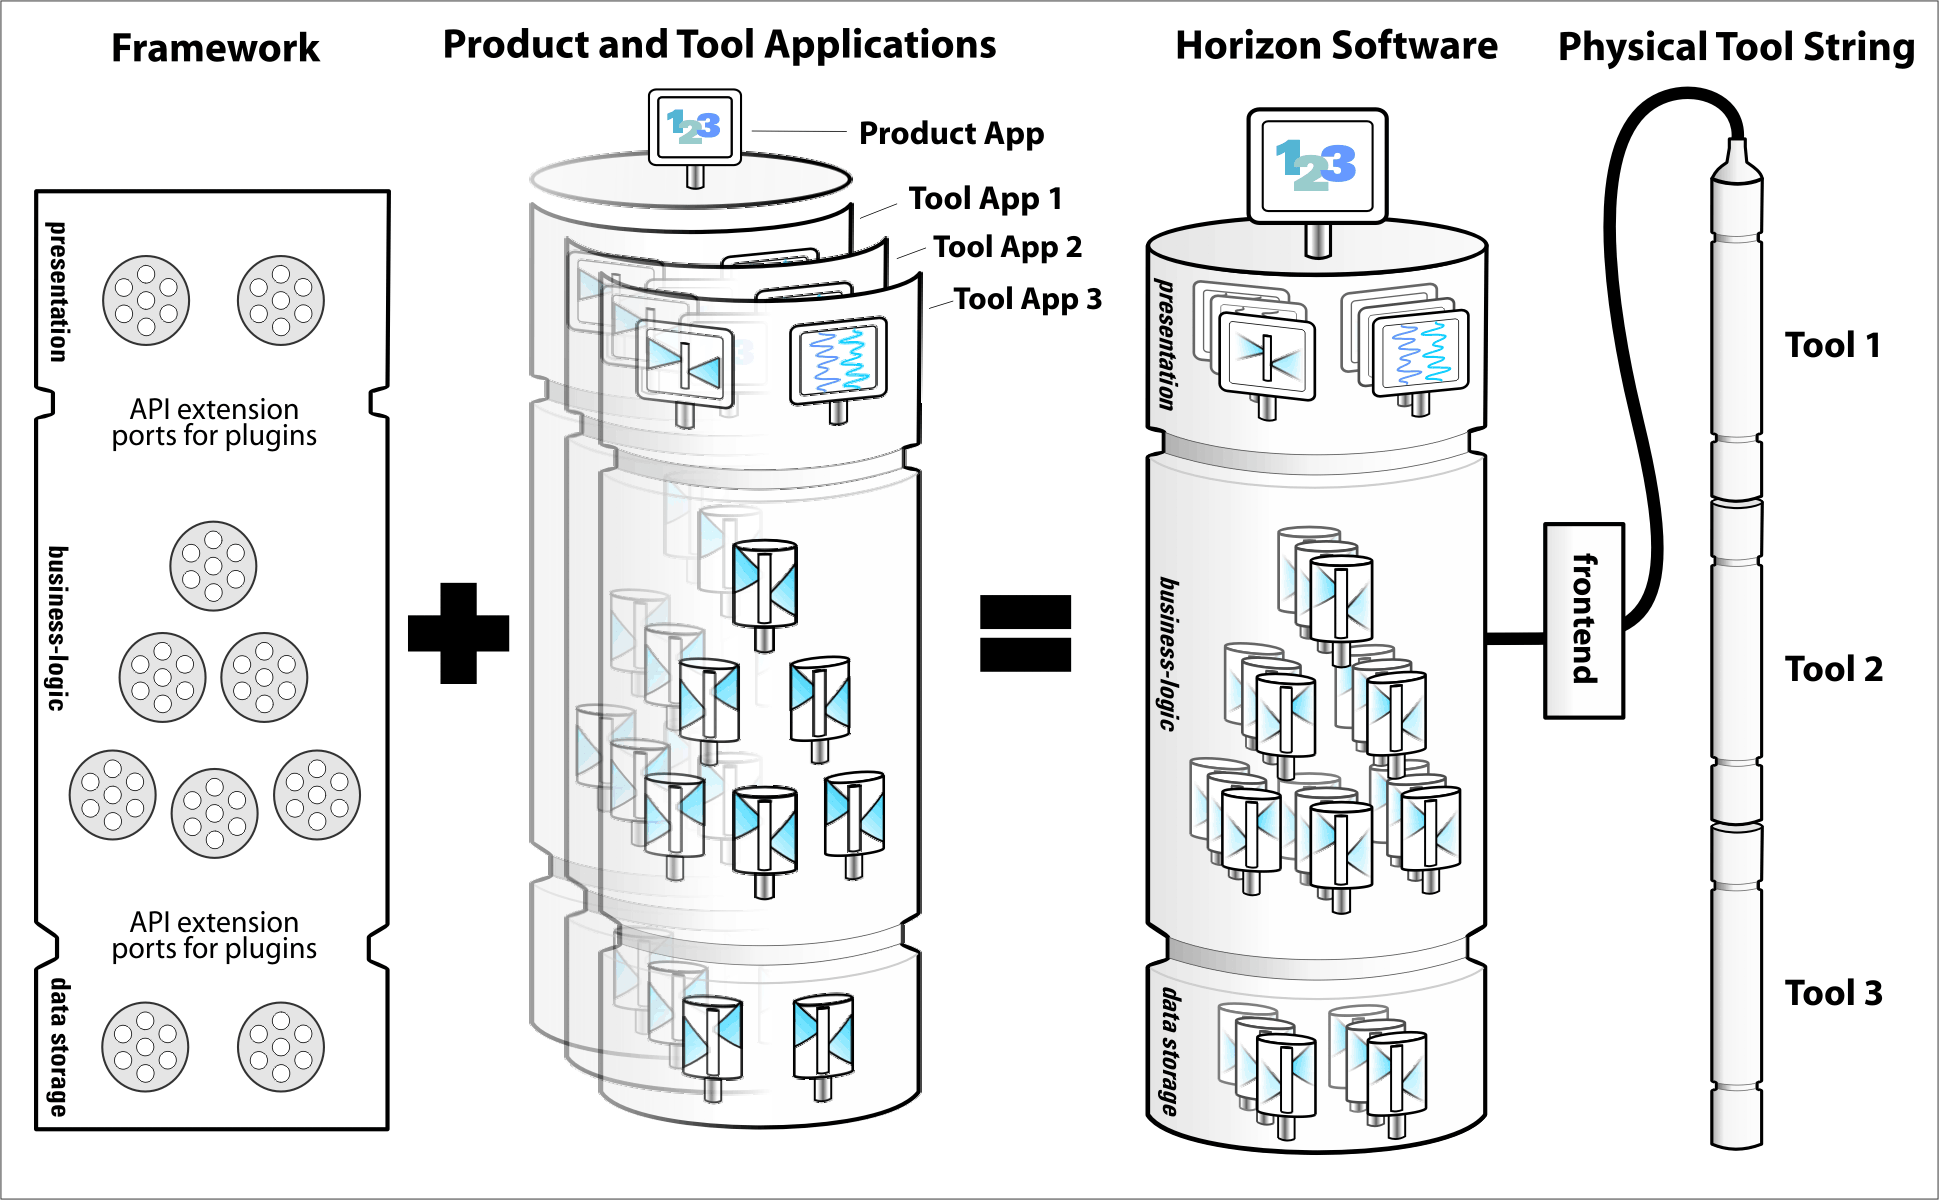 Framework
Product and Tool Applications
Horizon Software
Physical Tool String
123
Product App
Tool App 1
Tool App 2
Tool App 3
presentation
API extension
ports for plugins
business-logic
API extension
ports for plugins
data storage
123
presentation
business-logic
data storage
frontend
Tool 1
Tool 2
Tool 3